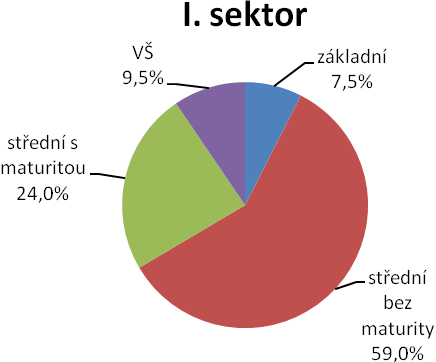 I. sektor
VŠ
9,5%
základní
7,5%
střední s
maturitou
24,0%
střední
bez
maturity
59,0%